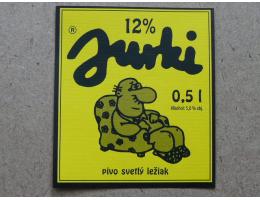 12%
® Jurki
0,5 l
Alkohol 5,0 % obj.
pivo svetlý ležiak